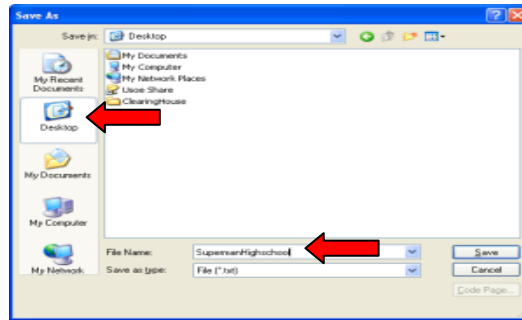 Save As
Save in:
Desktop
My Recent
Documents
Desktop
My Documents
My Computer
My Network
My Documents
My Computer
My Network Places
Usoe Share
ClearingHouse
File Name:
SupermanHighschool
Save
Save as type:
File (*.txt)
Cancel
Code Page...